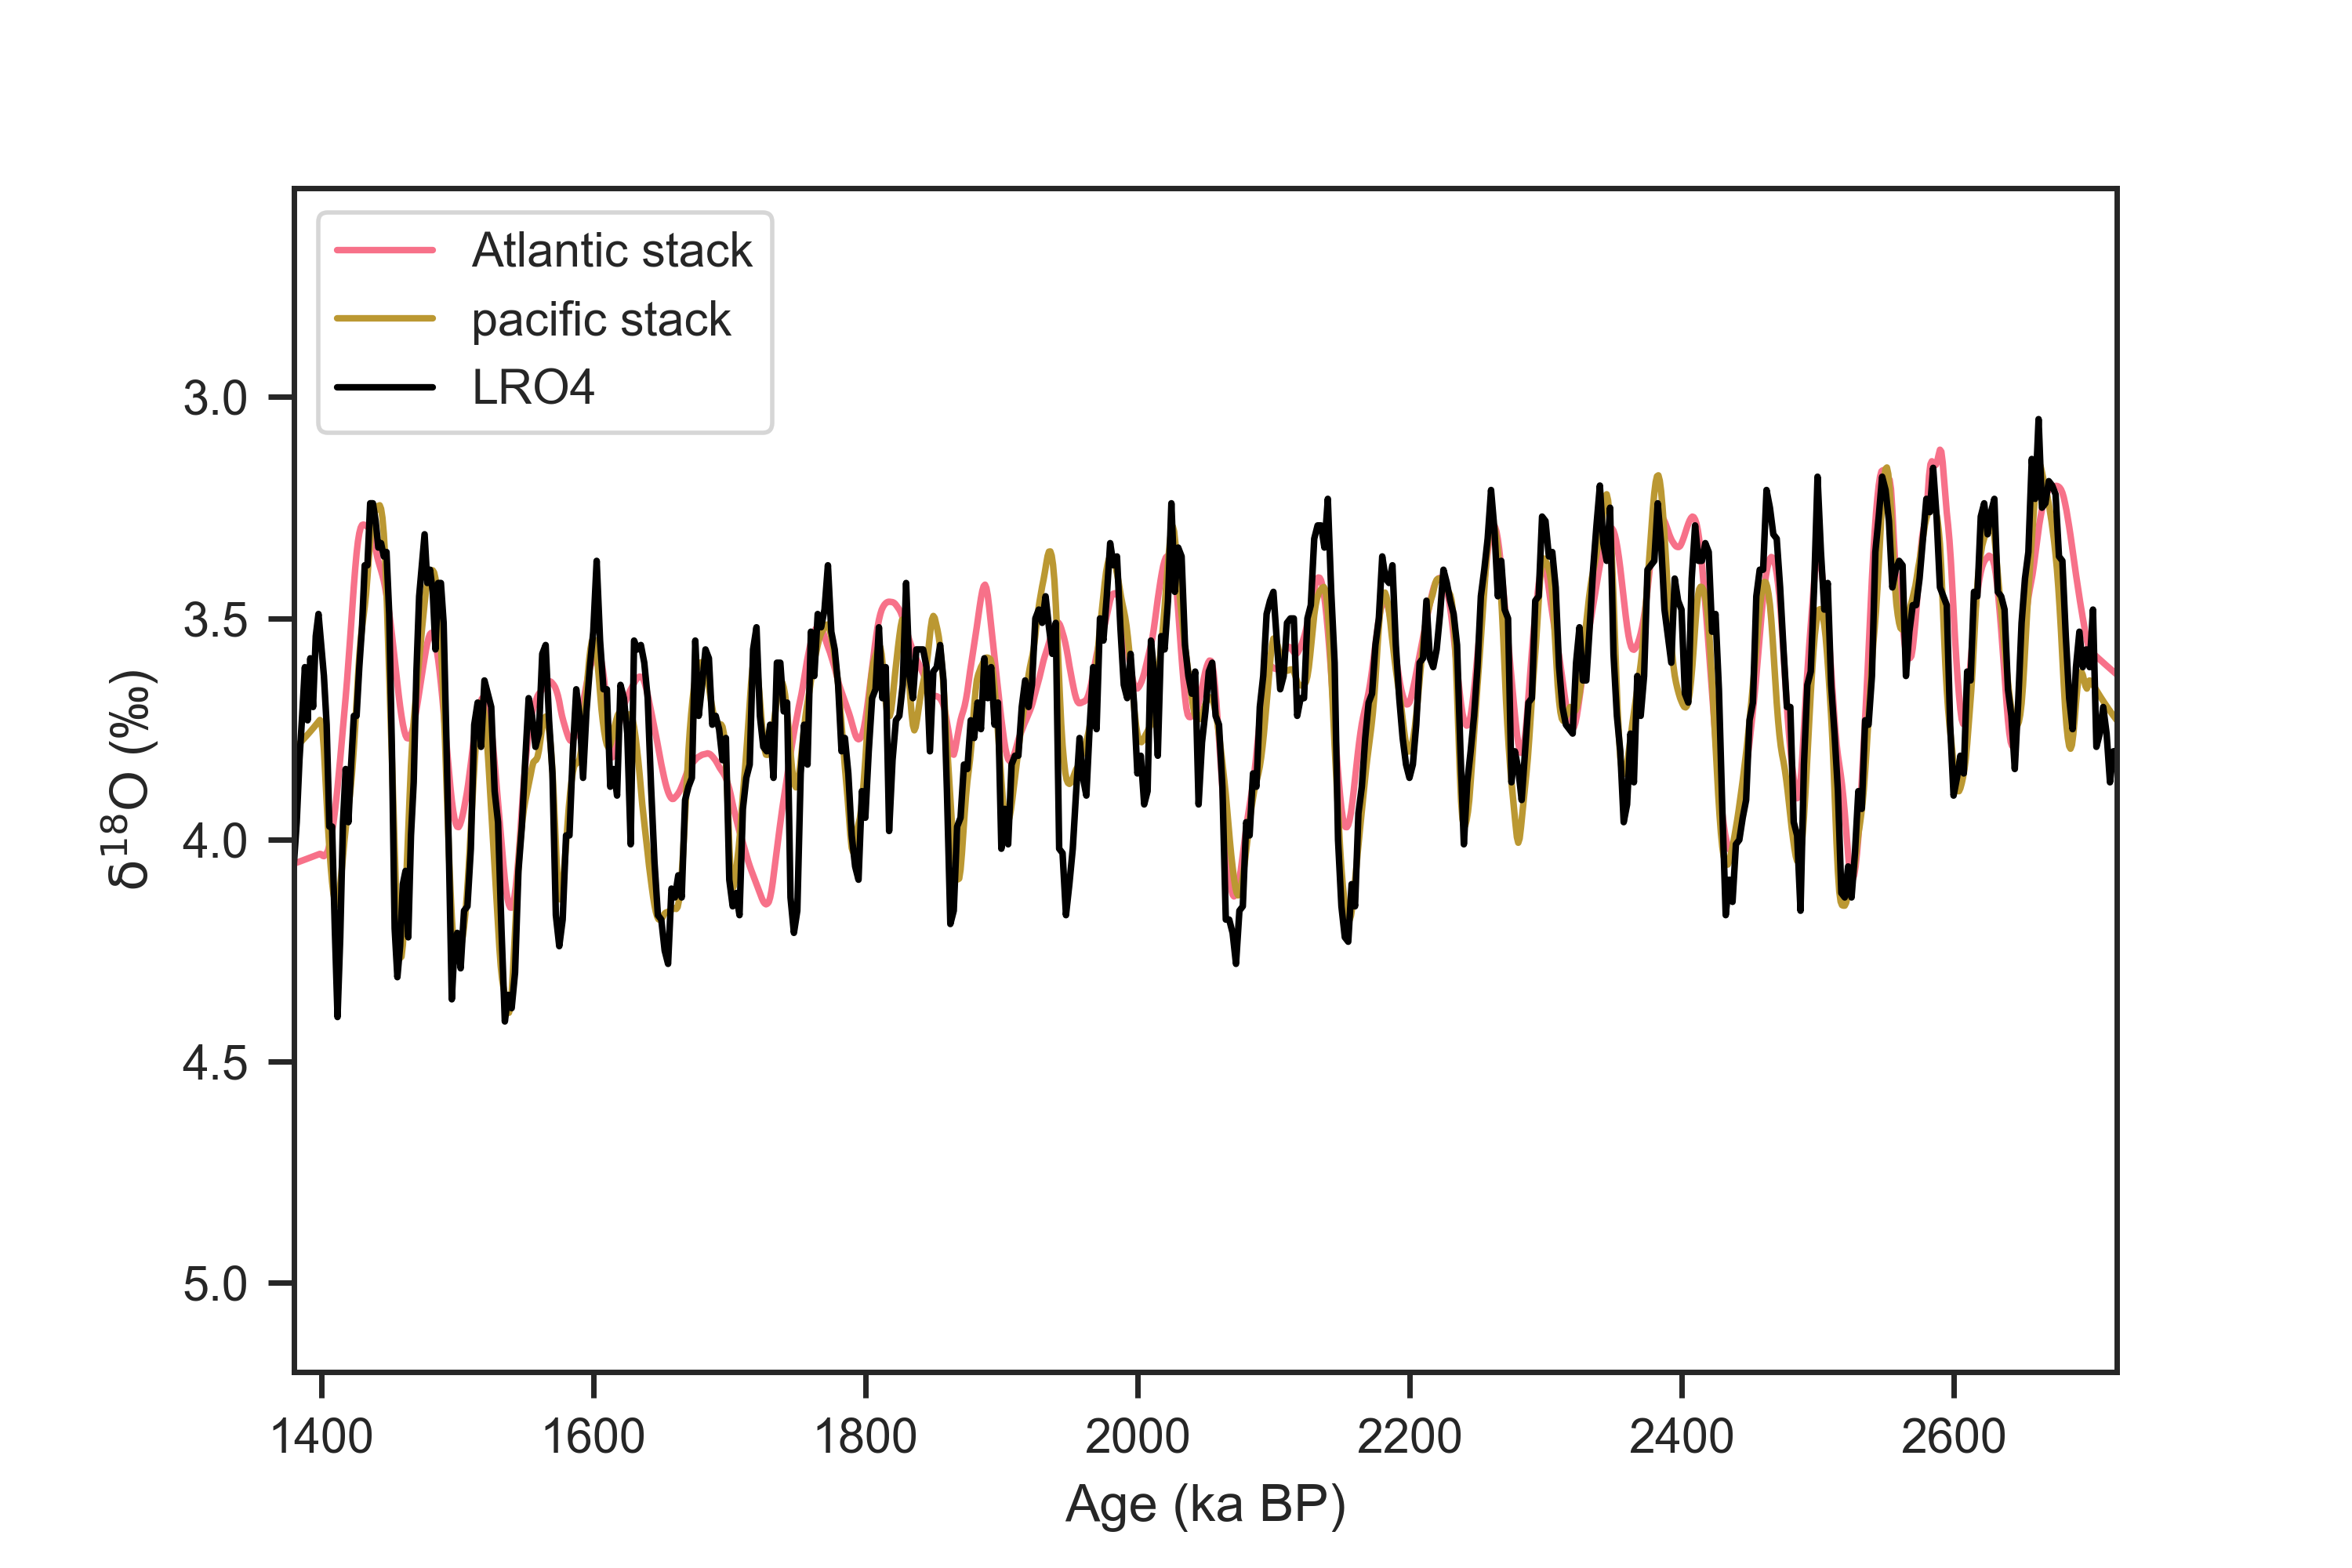 Atlantic stack
pacific stack
LRO4
3.0
3.5
4.0
4.5
5.0
δ¹⁸O (‰)
1400 1600 1800 2000 2200 2400 2600
Age (ka BP)